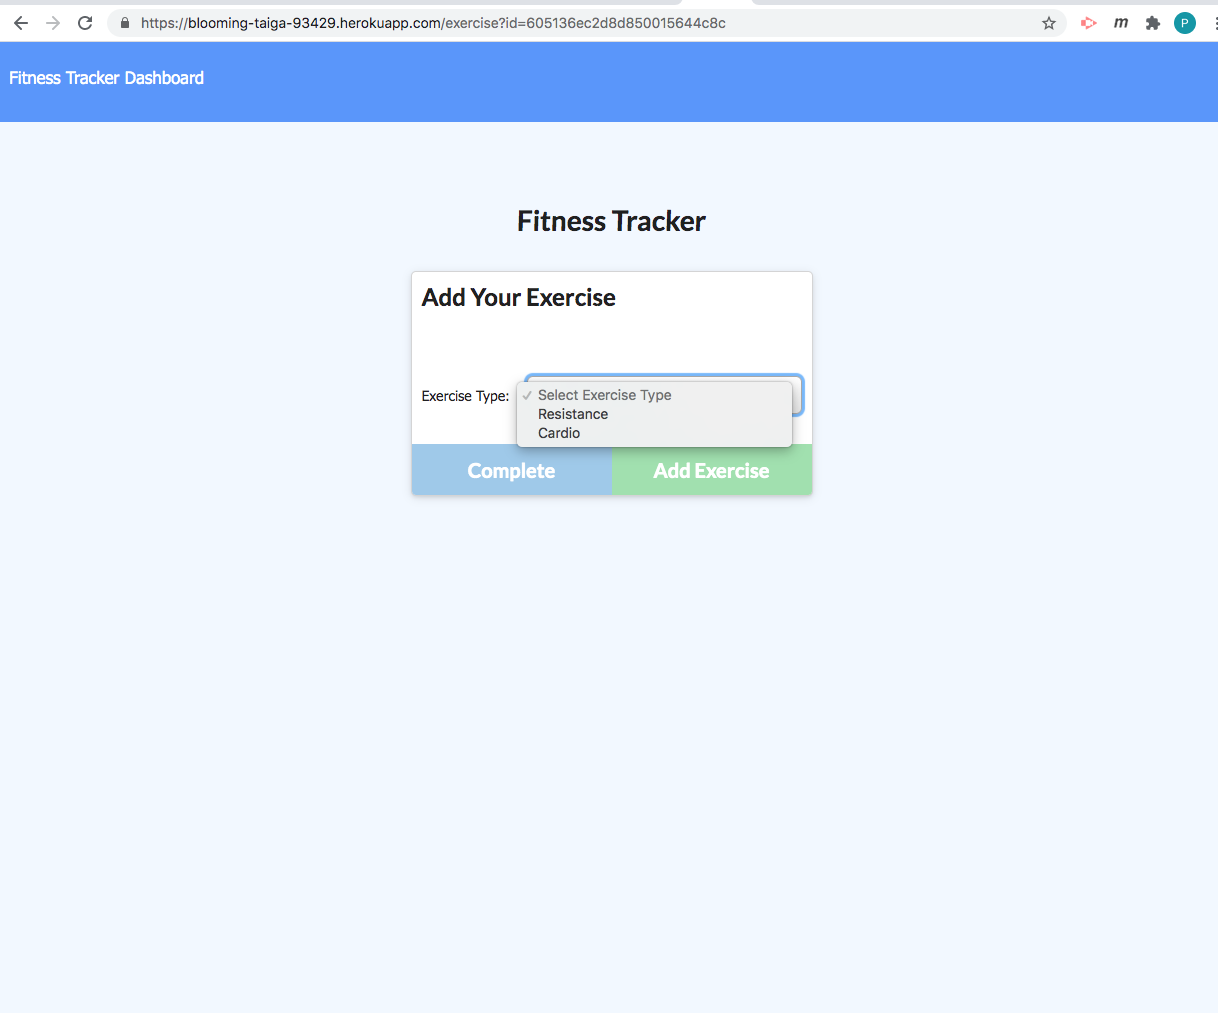 https://blooming-taiga-93429.herokuapp.com/exercise?id=605136ec2d8d850015644c8c
m
P
Fitness Tracker Dashboard
Fitness Tracker
Add Your Exercise
Exercise Type:
✓ Select Exercise Type
Resistance
Cardio
Complete
Add Exercise